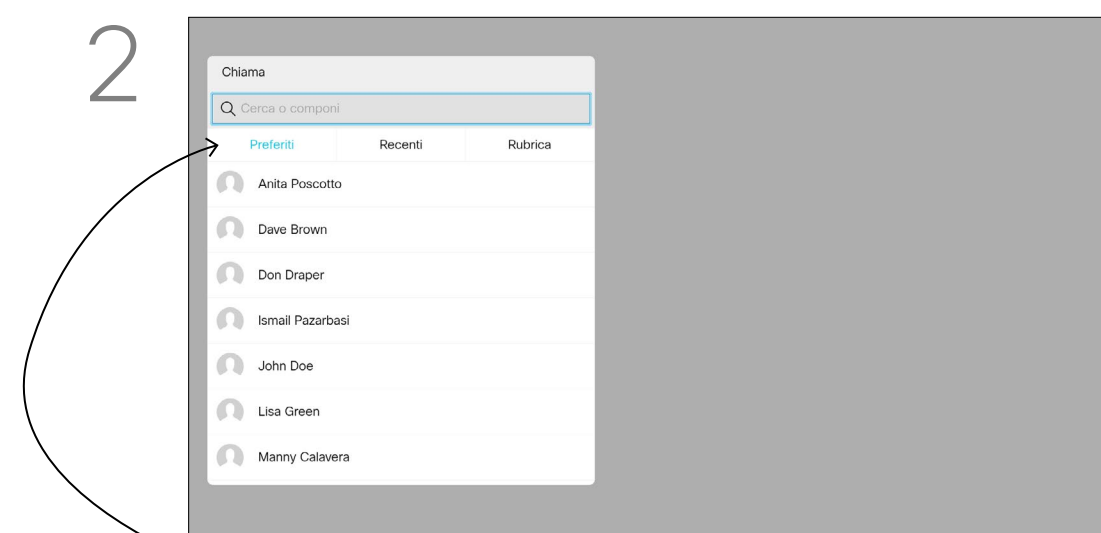 2
Chiama
Cerca o componi
Preferiti Recenti Rubrica
Anita Poscotto
Dave Brown
Don Draper
Ismail Pazarbasi
John Doe
Lisa Green
Manny Calavera